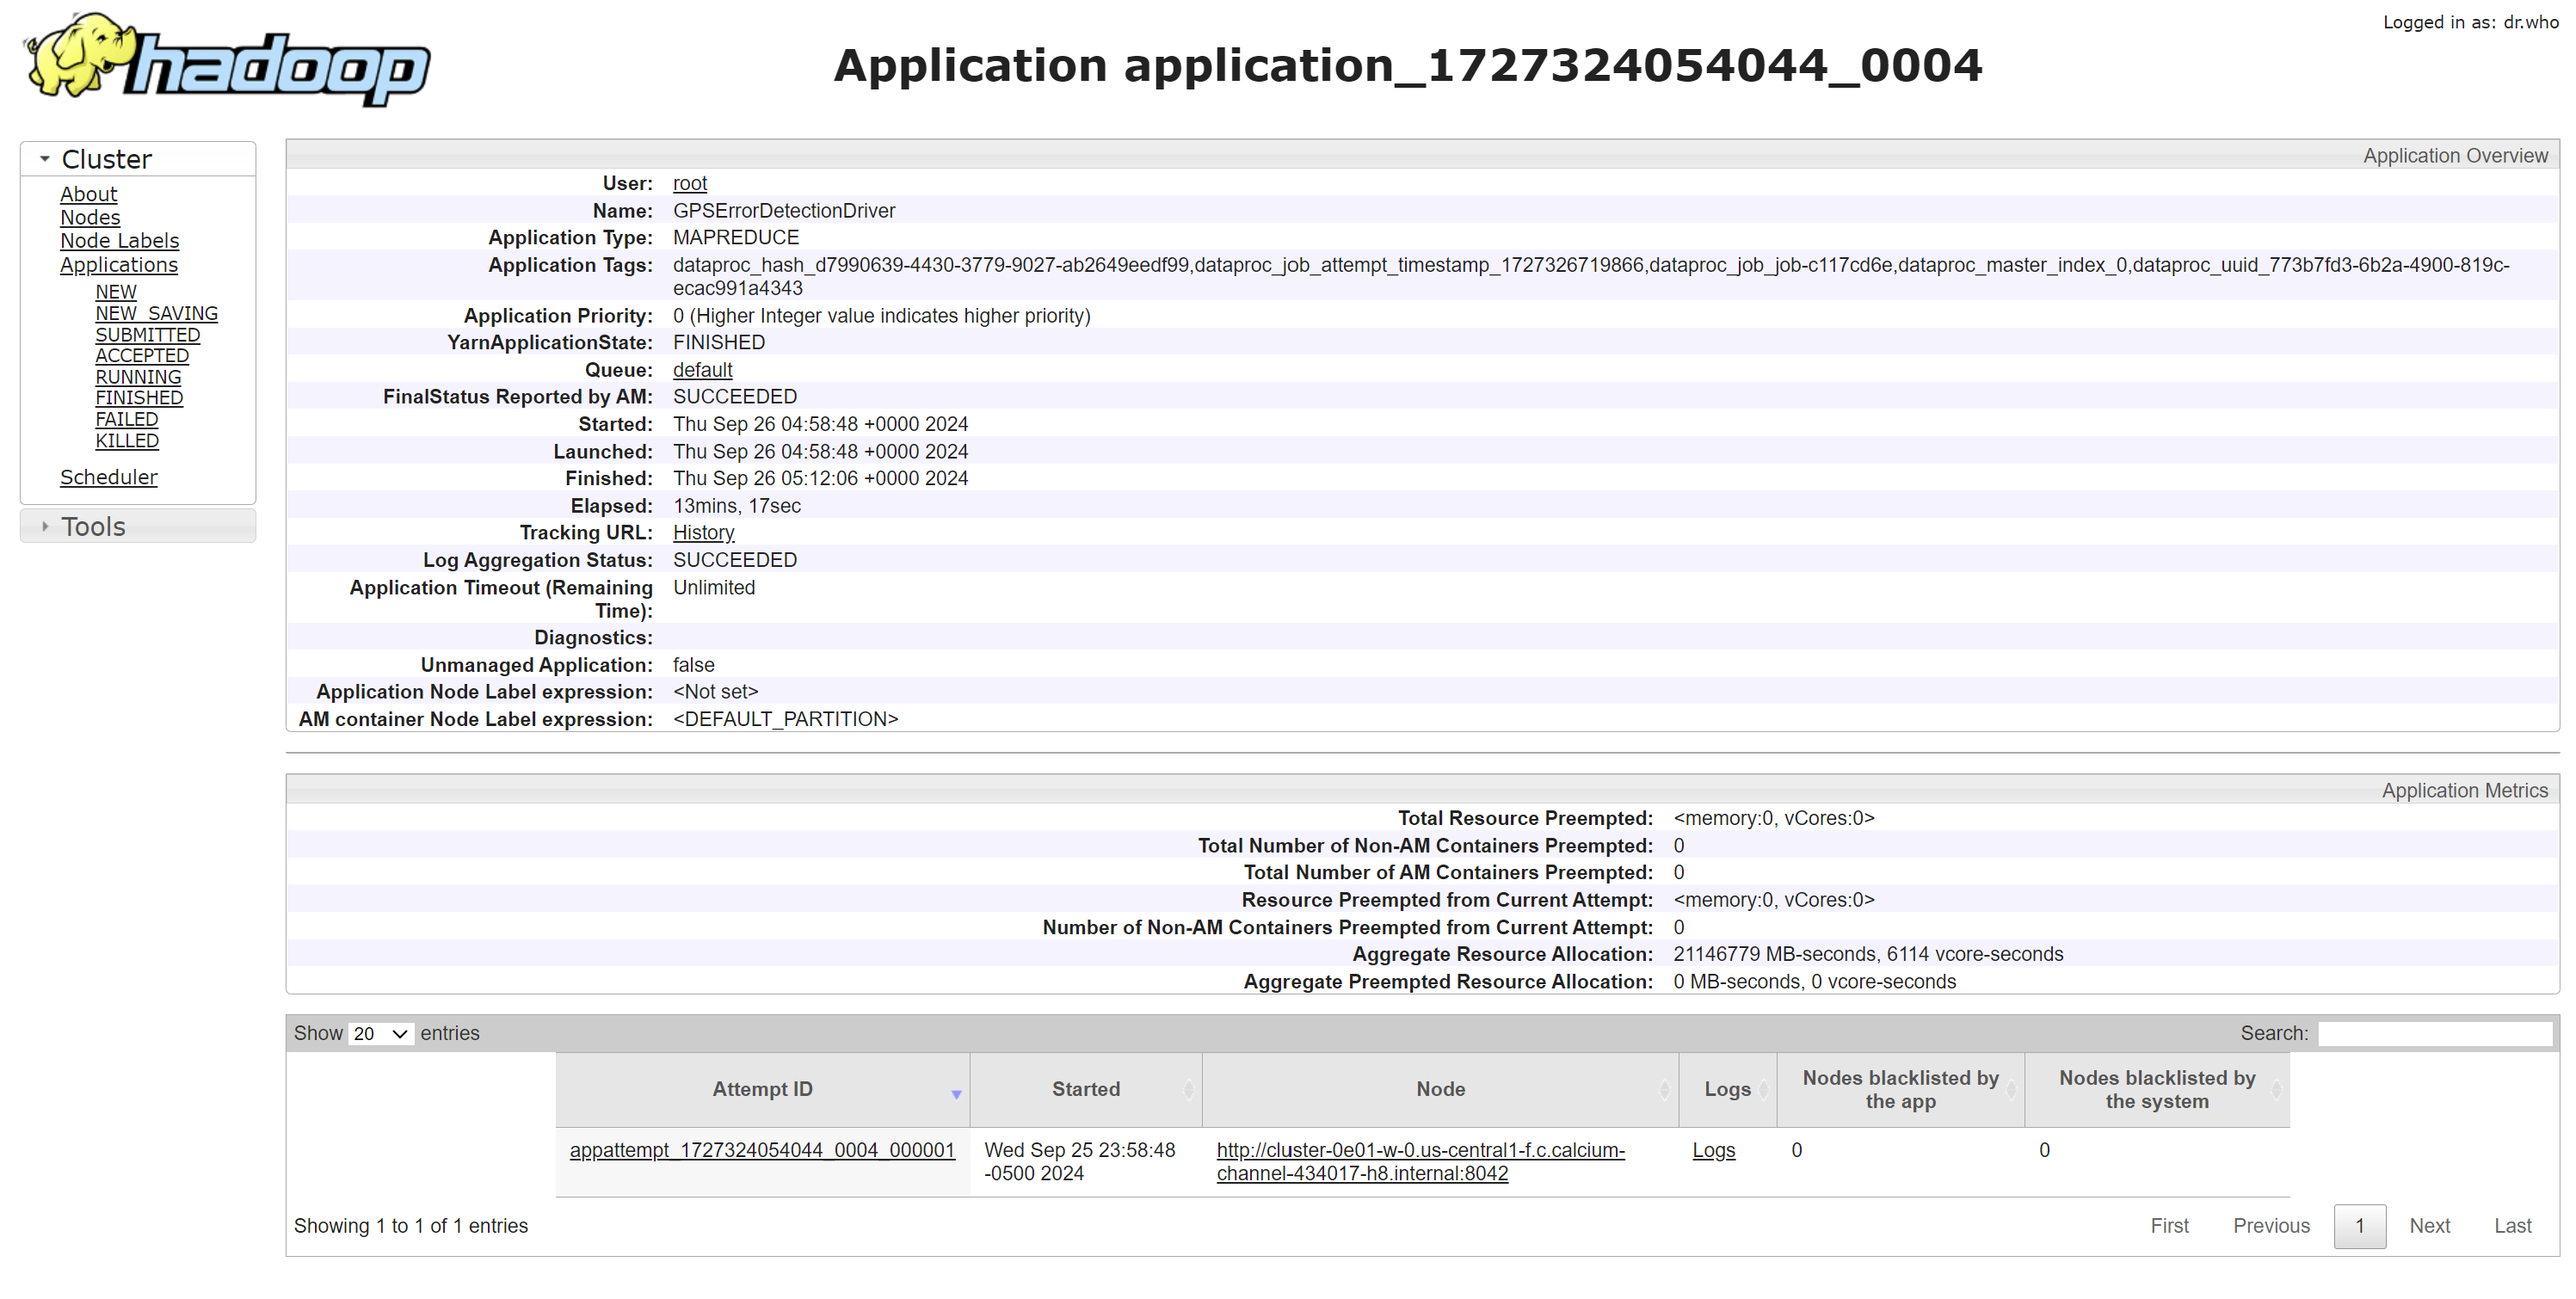 hadoop
Logged in as: dr.who
Application application_1727324054044_0004
Cluster
About
Nodes
Node Labels
Applications
NEW
NEW_SAVING
SUBMITTED
ACCEPTED
RUNNING
FINISHED
FAILED
KILLED
Scheduler
Tools
Application Overview
User: root
Name: GPSErrorDetectionDriver
Application Type: MAPREDUCE
Application Tags: dataproc_hash_d7990639-4430-3779-9027-ab2649eedf99,dataproc_job_attempt_timestamp_1727326719866,dataproc_job_job-c117cd6e,dataproc_master_index_0,dataproc_uuid_773b7fd3-6b2a-4900-819c-
ecac991a4343
Application Priority: 0 (Higher Integer value indicates higher priority)
YarnApplicationState: FINISHED
Queue: default
FinalStatus Reported by AM: SUCCEEDED
Started: Thu Sep 26 04:58:48 +0000 2024
Launched: Thu Sep 26 04:58:48 +0000 2024
Finished: Thu Sep 26 05:12:06 +0000 2024
Elapsed: 13mins, 17sec
Tracking URL: History
Log Aggregation Status: SUCCEEDED
Application Timeout (Remaining Unlimited
Time):
Diagnostics:
Unmanaged Application: false
Application Node Label expression: <Not set>
AM container Node Label expression: <DEFAULT_PARTITION>
Application Metrics
Total Resource Preempted: <memory:0, vCores:0>
Total Number of Non-AM Containers Preempted: 0
Total Number of AM Containers Preempted: 0
Resource Preempted from Current Attempt: <memory:0, vCores:0>
Number of Non-AM Containers Preempted from Current Attempt: 0
Aggregate Resource Allocation: 21146779 MB-seconds, 6114 vcore-seconds
Aggregate Preempted Resource Allocation: 0 MB-seconds, 0 vcore-seconds
Show 20 entries Search:
Attempt ID Started Node Logs Nodes blacklisted by Nodes blacklisted by
the app the system
appattempt_1727324054044_0004_000001 Wed Sep 25 23:58:48 http://cluster-0e01-w-0.us-central1-f.c.calcium- Logs 0 0
-0500 2024 channel-434017-h8.internal:8042
Showing 1 to 1 of 1 entries First Previous 1 Next Last